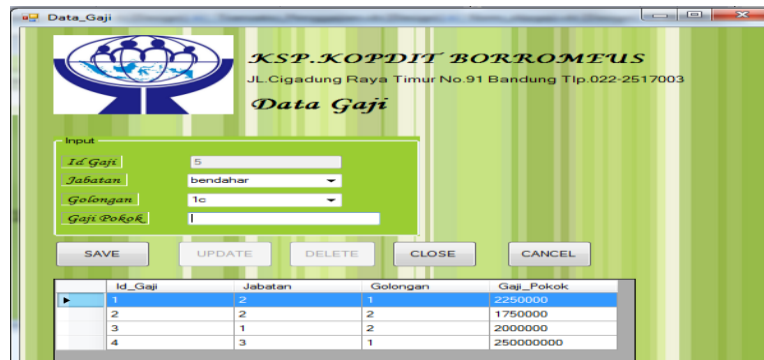 Data_Gaji
KSP.KOPDIT BORROMEUS
JL.Cigadung Raya Timur No.91 Bandung Tlp.022-2517003
Data Gaji
Input
Id Gaji 5
Jabatan bendahar
Golongan 1c
Gaji Pokok
SAVE UPDATE DELETE CLOSE CANCEL
Id_Gaji Jabatan Golongan Gaji_Pokok
1 2 1 2250000
2 2 2 1750000
3 1 2 2000000
4 3 1 250000000